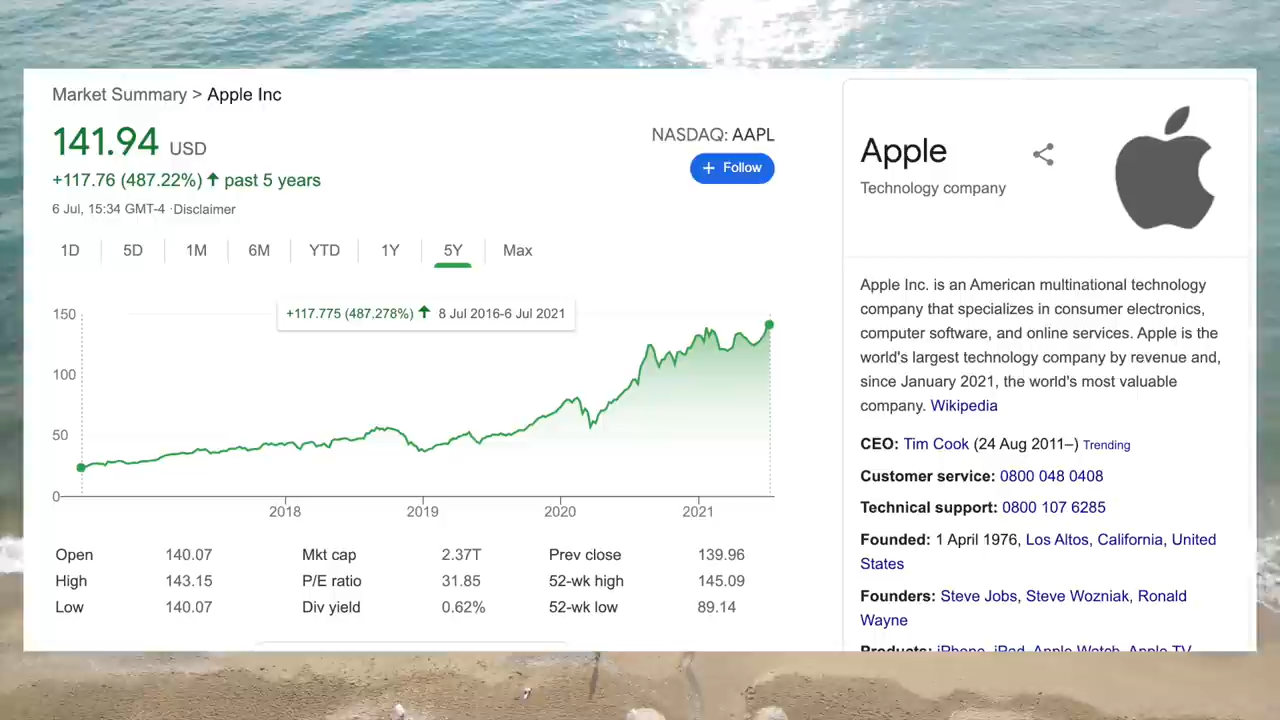 Market Summary > Apple Inc
141.94 USD
NASDAQ: AAPL
+ Follow
+117.76 (487.22%) ↑ past 5 years
6 Jul, 15:34 GMT-4 ·Disclaimer
1D 5D 1M 6M YTD 1Y 5Y Max
+117.775 (487.278%) ↑ 8 Jul 2016-6 Jul 2021
150
100
50
0
2018 2019 2020 2021
Open 140.07 Mkt cap 2.37T Prev close 139.96
High 143.15 P/E ratio 31.85 52-wk high 145.09
Low 140.07 Div yield 0.62% 52-wk low 89.14
Apple
Technology company
Apple Inc. is an American multinational technology
company that specializes in consumer electronics,
computer software, and online services. Apple is the
world's largest technology company by revenue and,
since January 2021, the world's most valuable
company. Wikipedia
CEO: Tim Cook (24 Aug 2011–) Trending
Customer service: 0800 048 0408
Technical support: 0800 107 6285
Founded: 1 April 1976, Los Altos, California, United
States
Founders: Steve Jobs, Steve Wozniak, Ronald
Wayne
Products: iPhone, iPad, Apple Watch, Apple TV